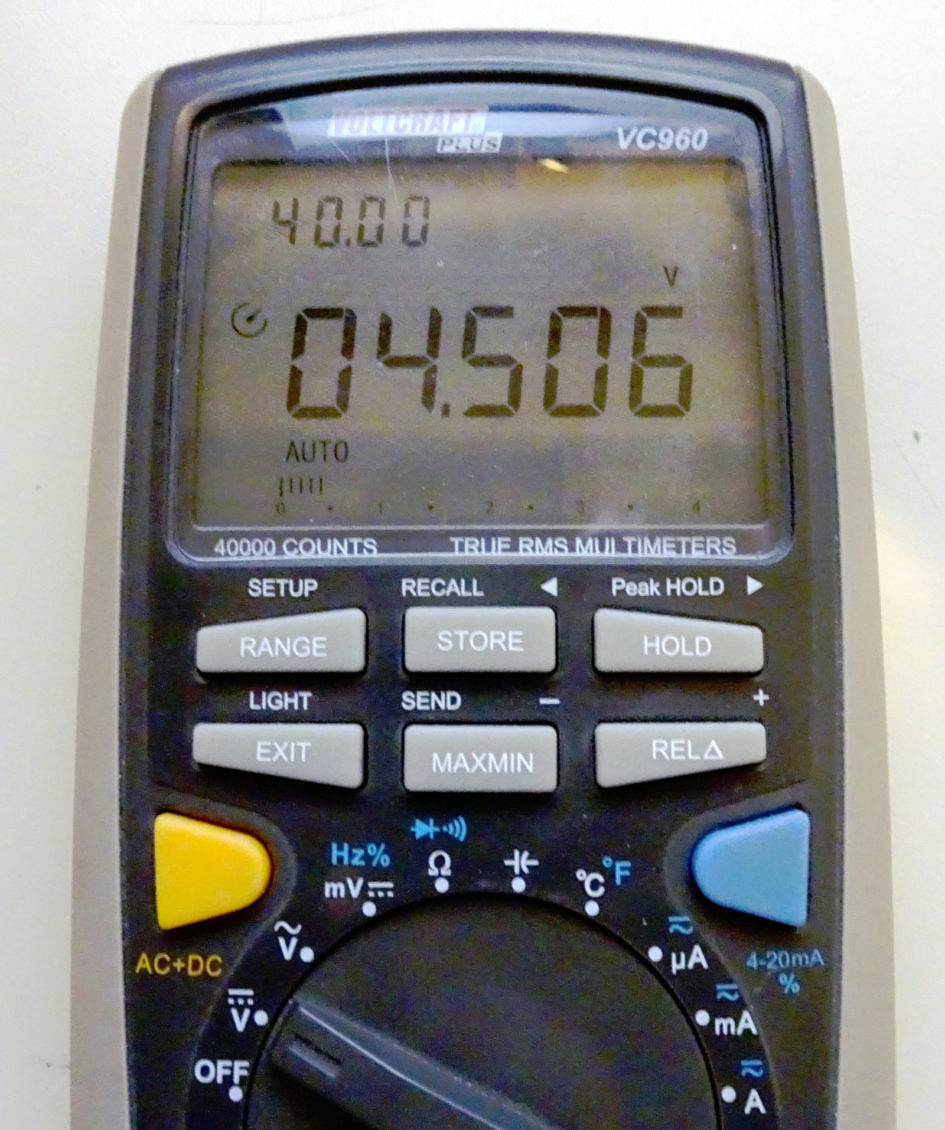 VOLTCRAFT
PLUS
VC960
40.00
V
04.506
AUTO
0 1 2 3 4
40000 COUNTS TRUE RMS MULTIMETERS
SETUP RECALL ◀ Peak HOLD ▶
RANGE STORE HOLD
LIGHT SEND − +
EXIT MAXMIN REL△
Hz%
mV
Ω
°C °F
V
AC+DC
µA
4-20mA
%
V
mA
OFF
A